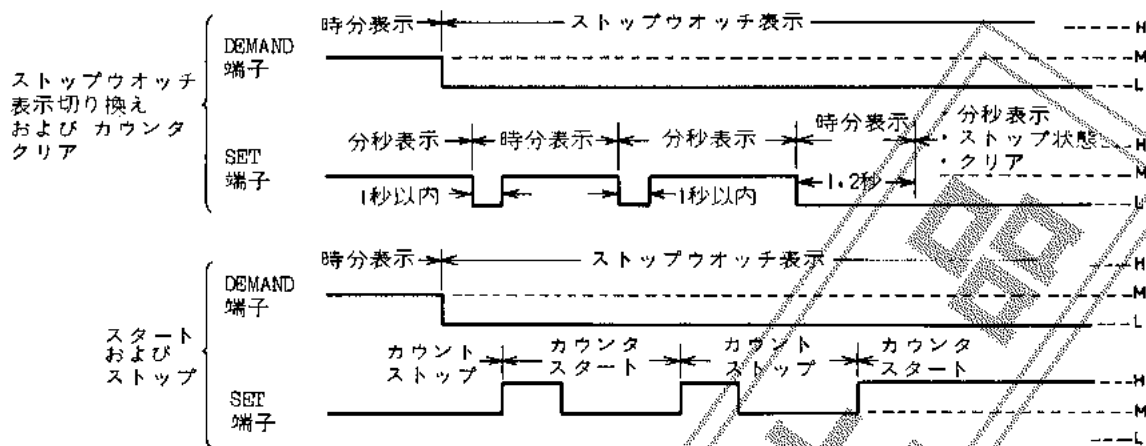 時分表示
ストップウオッチ表示
H
DEMAND
端子
M
L
ストップウオッチ
表示切り換え
および カウンタ
クリア
分秒表示
時分表示
分秒表示
時分表示
・分秒表示
・ストップ状態
・クリア
H
SET
端子
M
1秒以内
1秒以内
1.2秒
L
時分表示
ストップウオッチ表示
H
DEMAND
端子
M
L
スタート
および
ストップ
カウント
ストップ
カウンタ
スタート
カウント
ストップ
カウンタ
スタート
H
SET
端子
M
L